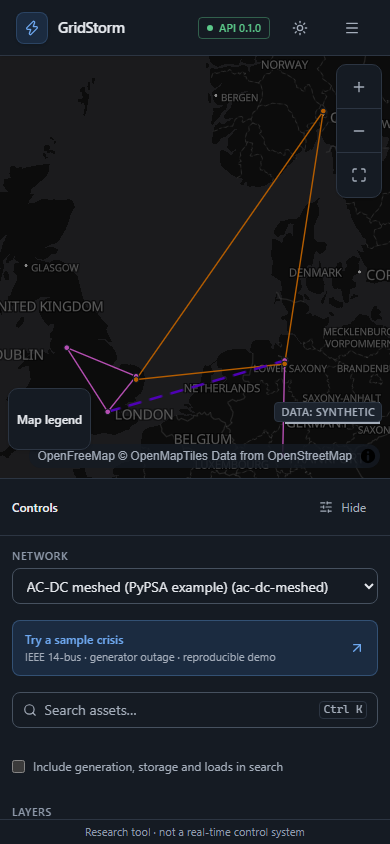 GridStorm
API 0.1.0
NORWAY
BERGEN
GLASGOW
DENMARK
UNITED KINGDOM
MECKLENBURG
VORPOMMERN
DUBLIN
LOWER SAXONY
BRANDENB
NETHERLANDS
SAXONY-ANHALT
Map legend
LONDON
DATA: SYNTHETIC
GERMANY
BELGIUM
OpenFreeMap © OpenMapTiles Data from OpenStreetMap
Controls
Hide
NETWORK
AC-DC meshed (PyPSA example) (ac-dc-meshed)
Try a sample crisis
IEEE 14-bus · generator outage · reproducible demo
Search assets...
Ctrl K
Include generation, storage and loads in search
LAYERS
Research tool · not a real-time control system